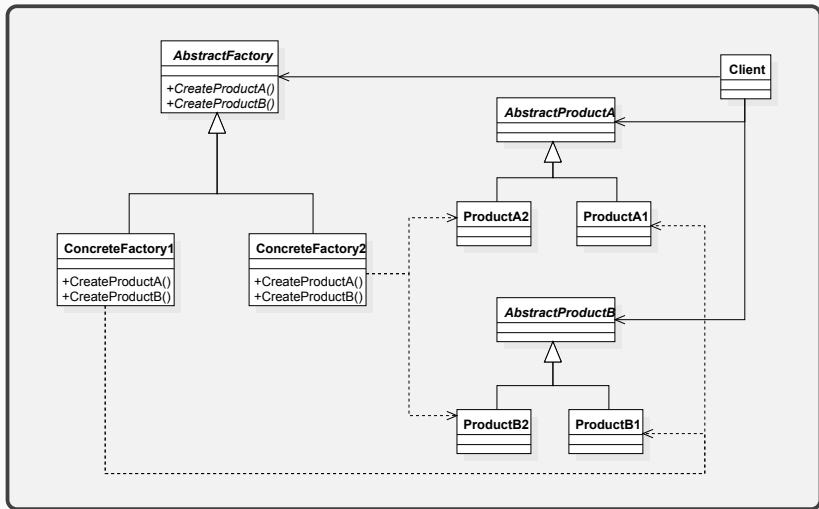 AbstractFactory
+CreateProductA()
+CreateProductB()
Client
AbstractProductA
ProductA2
ProductA1
ConcreteFactory1
+CreateProductA()
+CreateProductB()
ConcreteFactory2
+CreateProductA()
+CreateProductB()
AbstractProductB
ProductB2
ProductB1